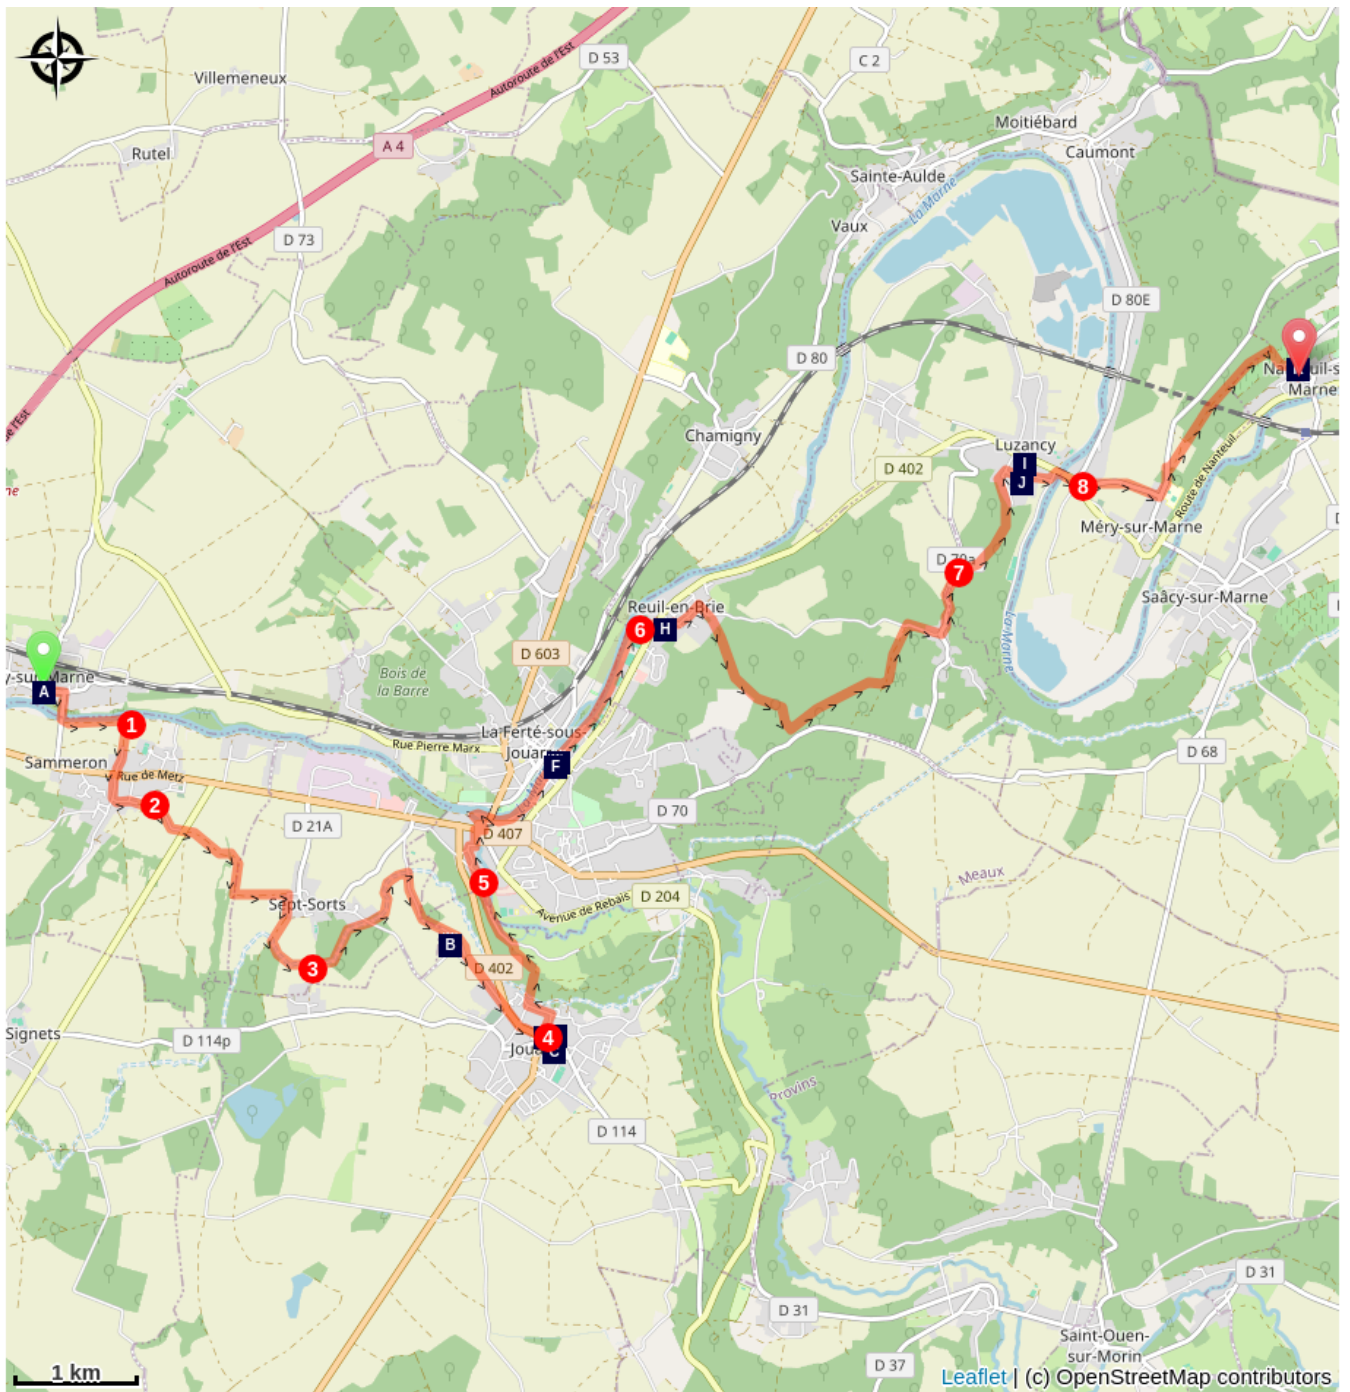 D 53
C 2
Villemeneux
Autoroute de l'Est
Moitiébard
A 4
Rutel
Caumont
Sainte-Aulde
La Marne
Vaux
D 73
Autoroute de l'Est
D 80E
D 80
Marne
de l'Est
Chamigny
Luzancy
D 402
I
J
8
Route de Nanteuil
Méry-sur-Marne
7
Saâcy-sur-Marne
Reuil-en-Brie
6
H
La Marne
D 603
Bois de
la Barre
A
1
La Ferté-sous-
Rue Pierre Marx
F
D 68
Sammeron
Rue de Metz
2
D 70
D 21A
D 407
Meaux
5
D 204
Sept-Sorts
Avenue de Rebais
B
3
D 402
Signets
D 114p
4
C
Provins
D 114
D 31
D 31
Saint-Ouen-
sur-Morin
D 37
1 km
Leaflet | (c) OpenStreetMap contributors